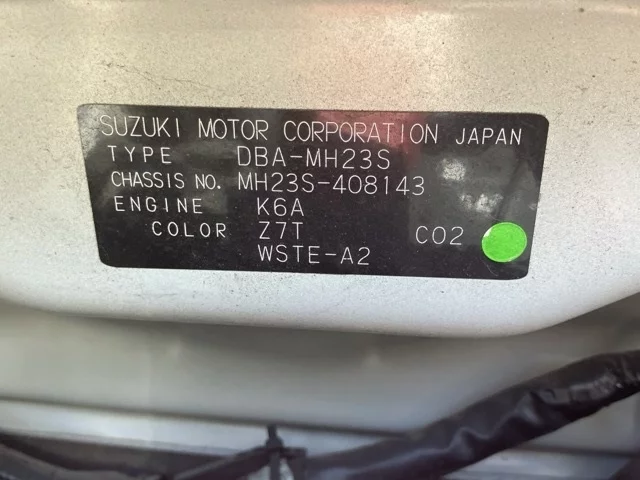 SUZUKI MOTOR CORPORATION JAPAN
TYPE DBA-MH23S
CHASSIS NO. MH23S-408143
ENGINE K6A
COLOR Z7T CO2
WSTE-A2